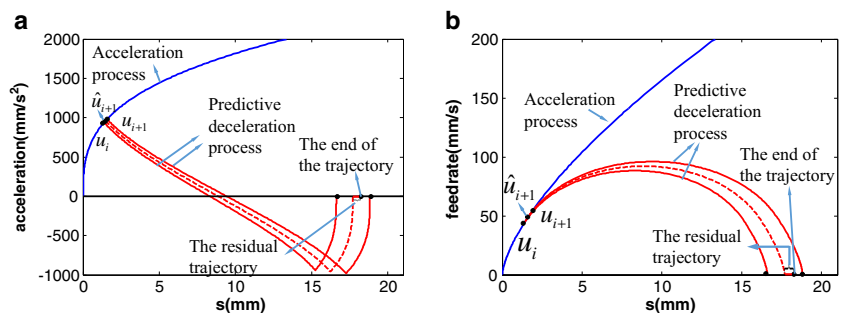 a
2000
1500
1000
500
0
-500
-1000
acceleration(mm/s²)
Acceleration
process
û_{i+1}
u_{i+1}
u_i
Predictive
deceleration
process
The end of
the trajectory
The residual
trajectory
0
5
10
15
20
s(mm)
b
200
150
100
50
0
feedrate(mm/s)
Acceleration
process
Predictive
deceleration
process
The end of
the trajectory
û_{i+1}
u_{i+1}
u_i
The residual
trajectory
0
5
10
15
20
s(mm)